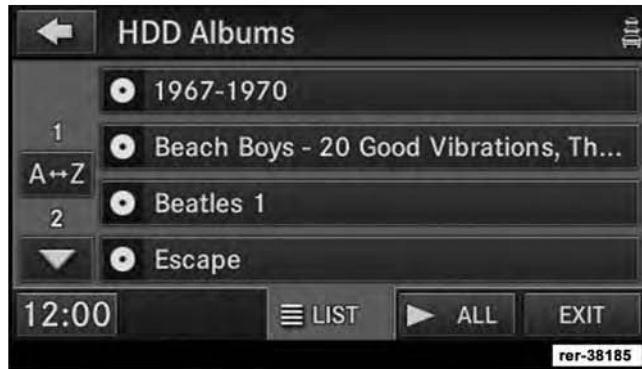 HDD Albums
1967-1970
1
Beach Boys - 20 Good Vibrations, Th...
A↔Z
Beatles 1
2
Escape
12:00
LIST
ALL
EXIT
rer-38185